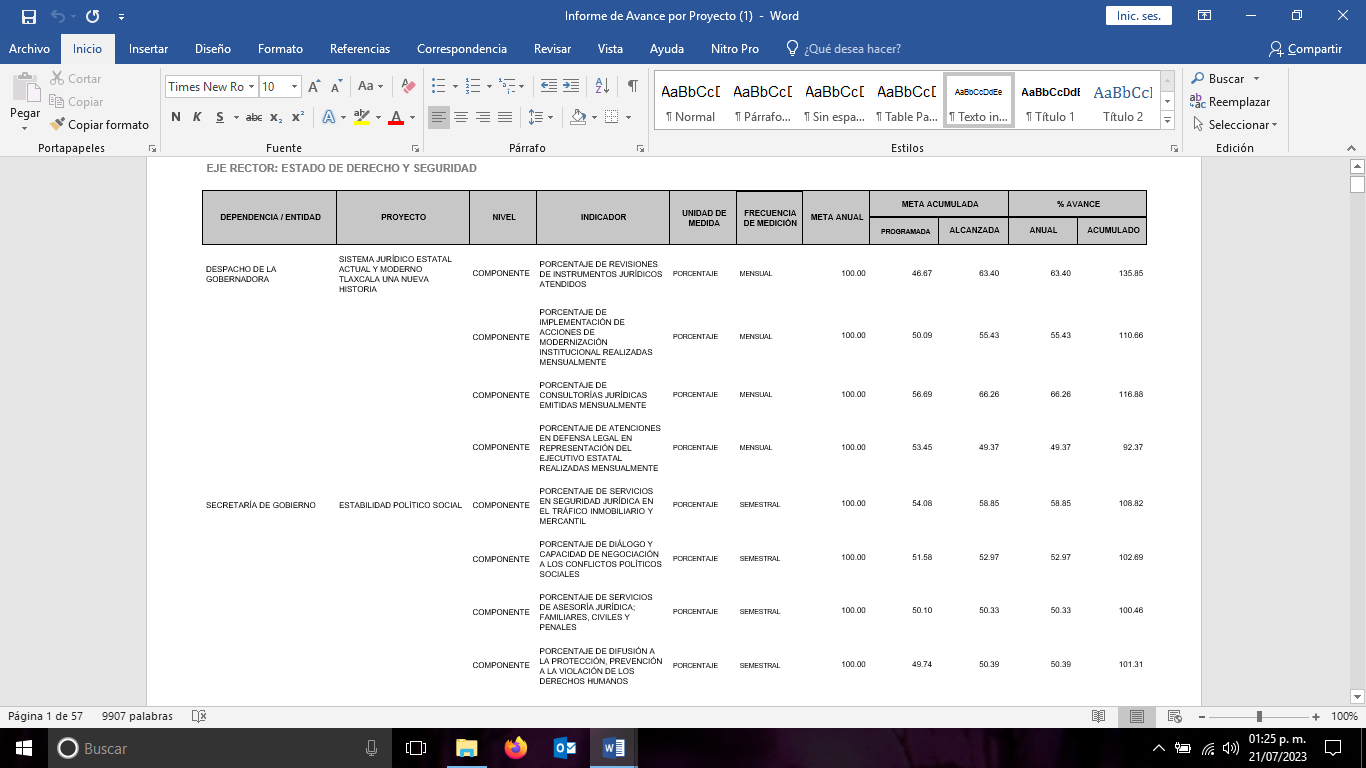 Informe de Avance por Proyecto (1) - Word
Inic. ses.
Archivo Inicio Insertar Diseño Formato Referencias Correspondencia Revisar Vista Ayuda Nitro Pro ¿Qué desea hacer? Compartir
Pegar
Cortar
Copiar
Copiar formato
Portapapeles
Times New Ro 10
Aa
N K S abc x₂ x²
Fuente
Párrafo
AaBbCcD AaBbCcD AaBbCcD AaBbCcD AaBbCcDdEe AaBbCcDdE AaBbCc
¶ Normal ¶ Párrafo... ¶ Sin espa... ¶ Table Pa... ¶ Texto in... ¶ Título 1 Título 2
Estilos
Buscar
Reemplazar
Seleccionar
Edición
EJE RECTOR: ESTADO DE DERECHO Y SEGURIDAD
DEPENDENCIA / ENTIDAD PROYECTO NIVEL INDICADOR UNIDAD DE MEDIDA FRECUENCIA DE MEDICIÓN META ANUAL META ACUMULADA % AVANCE
PROGRAMADA ALCANZADA ANUAL ACUMULADO
DESPACHO DE LA GOBERNADORA SISTEMA JURÍDICO ESTATAL ACTUAL Y MODERNO TLAXCALA UNA NUEVA HISTORIA COMPONENTE PORCENTAJE DE REVISIONES DE INSTRUMENTOS JURÍDICOS ATENDIDOS PORCENTAJE MENSUAL 100.00 46.67 63.40 63.40 135.85
COMPONENTE PORCENTAJE DE IMPLEMENTACIÓN DE ACCIONES DE MODERNIZACIÓN INSTITUCIONAL REALIZADAS MENSUALMENTE PORCENTAJE MENSUAL 100.00 50.09 55.43 55.43 110.66
COMPONENTE PORCENTAJE DE CONSULTORÍAS JURÍDICAS EMITIDAS MENSUALMENTE PORCENTAJE MENSUAL 100.00 56.69 66.26 66.26 116.88
COMPONENTE PORCENTAJE DE ATENCIONES EN DEFENSA LEGAL EN REPRESENTACIÓN DEL EJECUTIVO ESTATAL REALIZADAS MENSUALMENTE PORCENTAJE MENSUAL 100.00 53.45 49.37 49.37 92.37
SECRETARÍA DE GOBIERNO ESTABILIDAD POLÍTICO SOCIAL COMPONENTE PORCENTAJE DE SERVICIOS EN SEGURIDAD JURÍDICA EN EL TRÁFICO INMOBILIARIO Y MERCANTIL PORCENTAJE SEMESTRAL 100.00 54.08 58.85 58.85 108.82
COMPONENTE PORCENTAJE DE DIÁLOGO Y CAPACIDAD DE NEGOCIACIÓN A LOS CONFLICTOS POLÍTICOS SOCIALES PORCENTAJE SEMESTRAL 100.00 51.58 52.97 52.97 102.69
COMPONENTE PORCENTAJE DE SERVICIOS DE ASESORÍA JURÍDICA; FAMILIARES, CIVILES Y PENALES PORCENTAJE SEMESTRAL 100.00 50.10 50.33 50.33 100.46
COMPONENTE PORCENTAJE DE DIFUSIÓN A LA PROTECCIÓN, PREVENCIÓN A LA VIOLACIÓN DE LOS DERECHOS HUMANOS PORCENTAJE SEMESTRAL 100.00 49.74 50.39 50.39 101.31
Página 1 de 57 9907 palabras 100%
Buscar
01:25 p. m.
21/07/2023